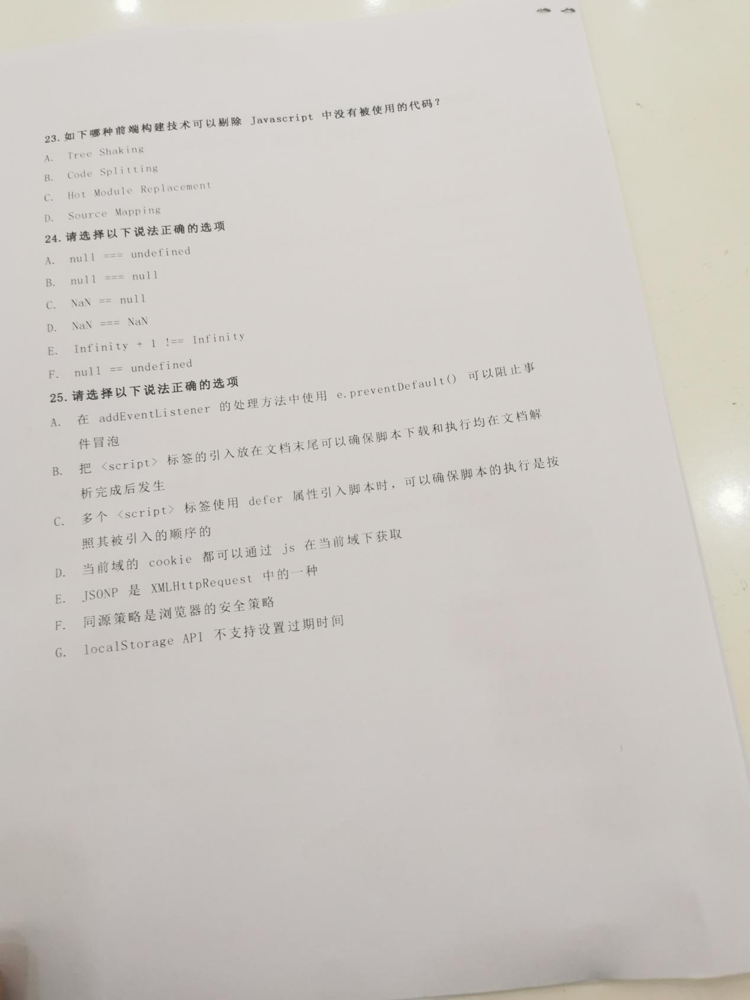 23. 如下哪种前端构建技术可以剔除 Javascript 中没有被使用的代码？
A. Tree Shaking
B. Code Splitting
C. Hot Module Replacement
D. Source Mapping
24. 请选择以下说法正确的选项
A. null === undefined
B. null === null
C. NaN == null
D. NaN === NaN
E. Infinity + 1 !== Infinity
F. null == undefined
25. 请选择以下说法正确的选项
A. 在 addEventListener 的处理方法中使用 e.preventDefault() 可以阻止事
件冒泡
B. 把 <script> 标签的引入放在文档末尾可以确保脚本下载和执行均在文档解
析完成后发生
C. 多个 <script> 标签使用 defer 属性引入脚本时，可以确保脚本的执行是按
照其被引入的顺序的
D. 当前域的 cookie 都可以通过 js 在当前域下获取
E. JSONP 是 XMLHttpRequest 中的一种
F. 同源策略是浏览器的安全策略
G. localStorage API 不支持设置过期时间